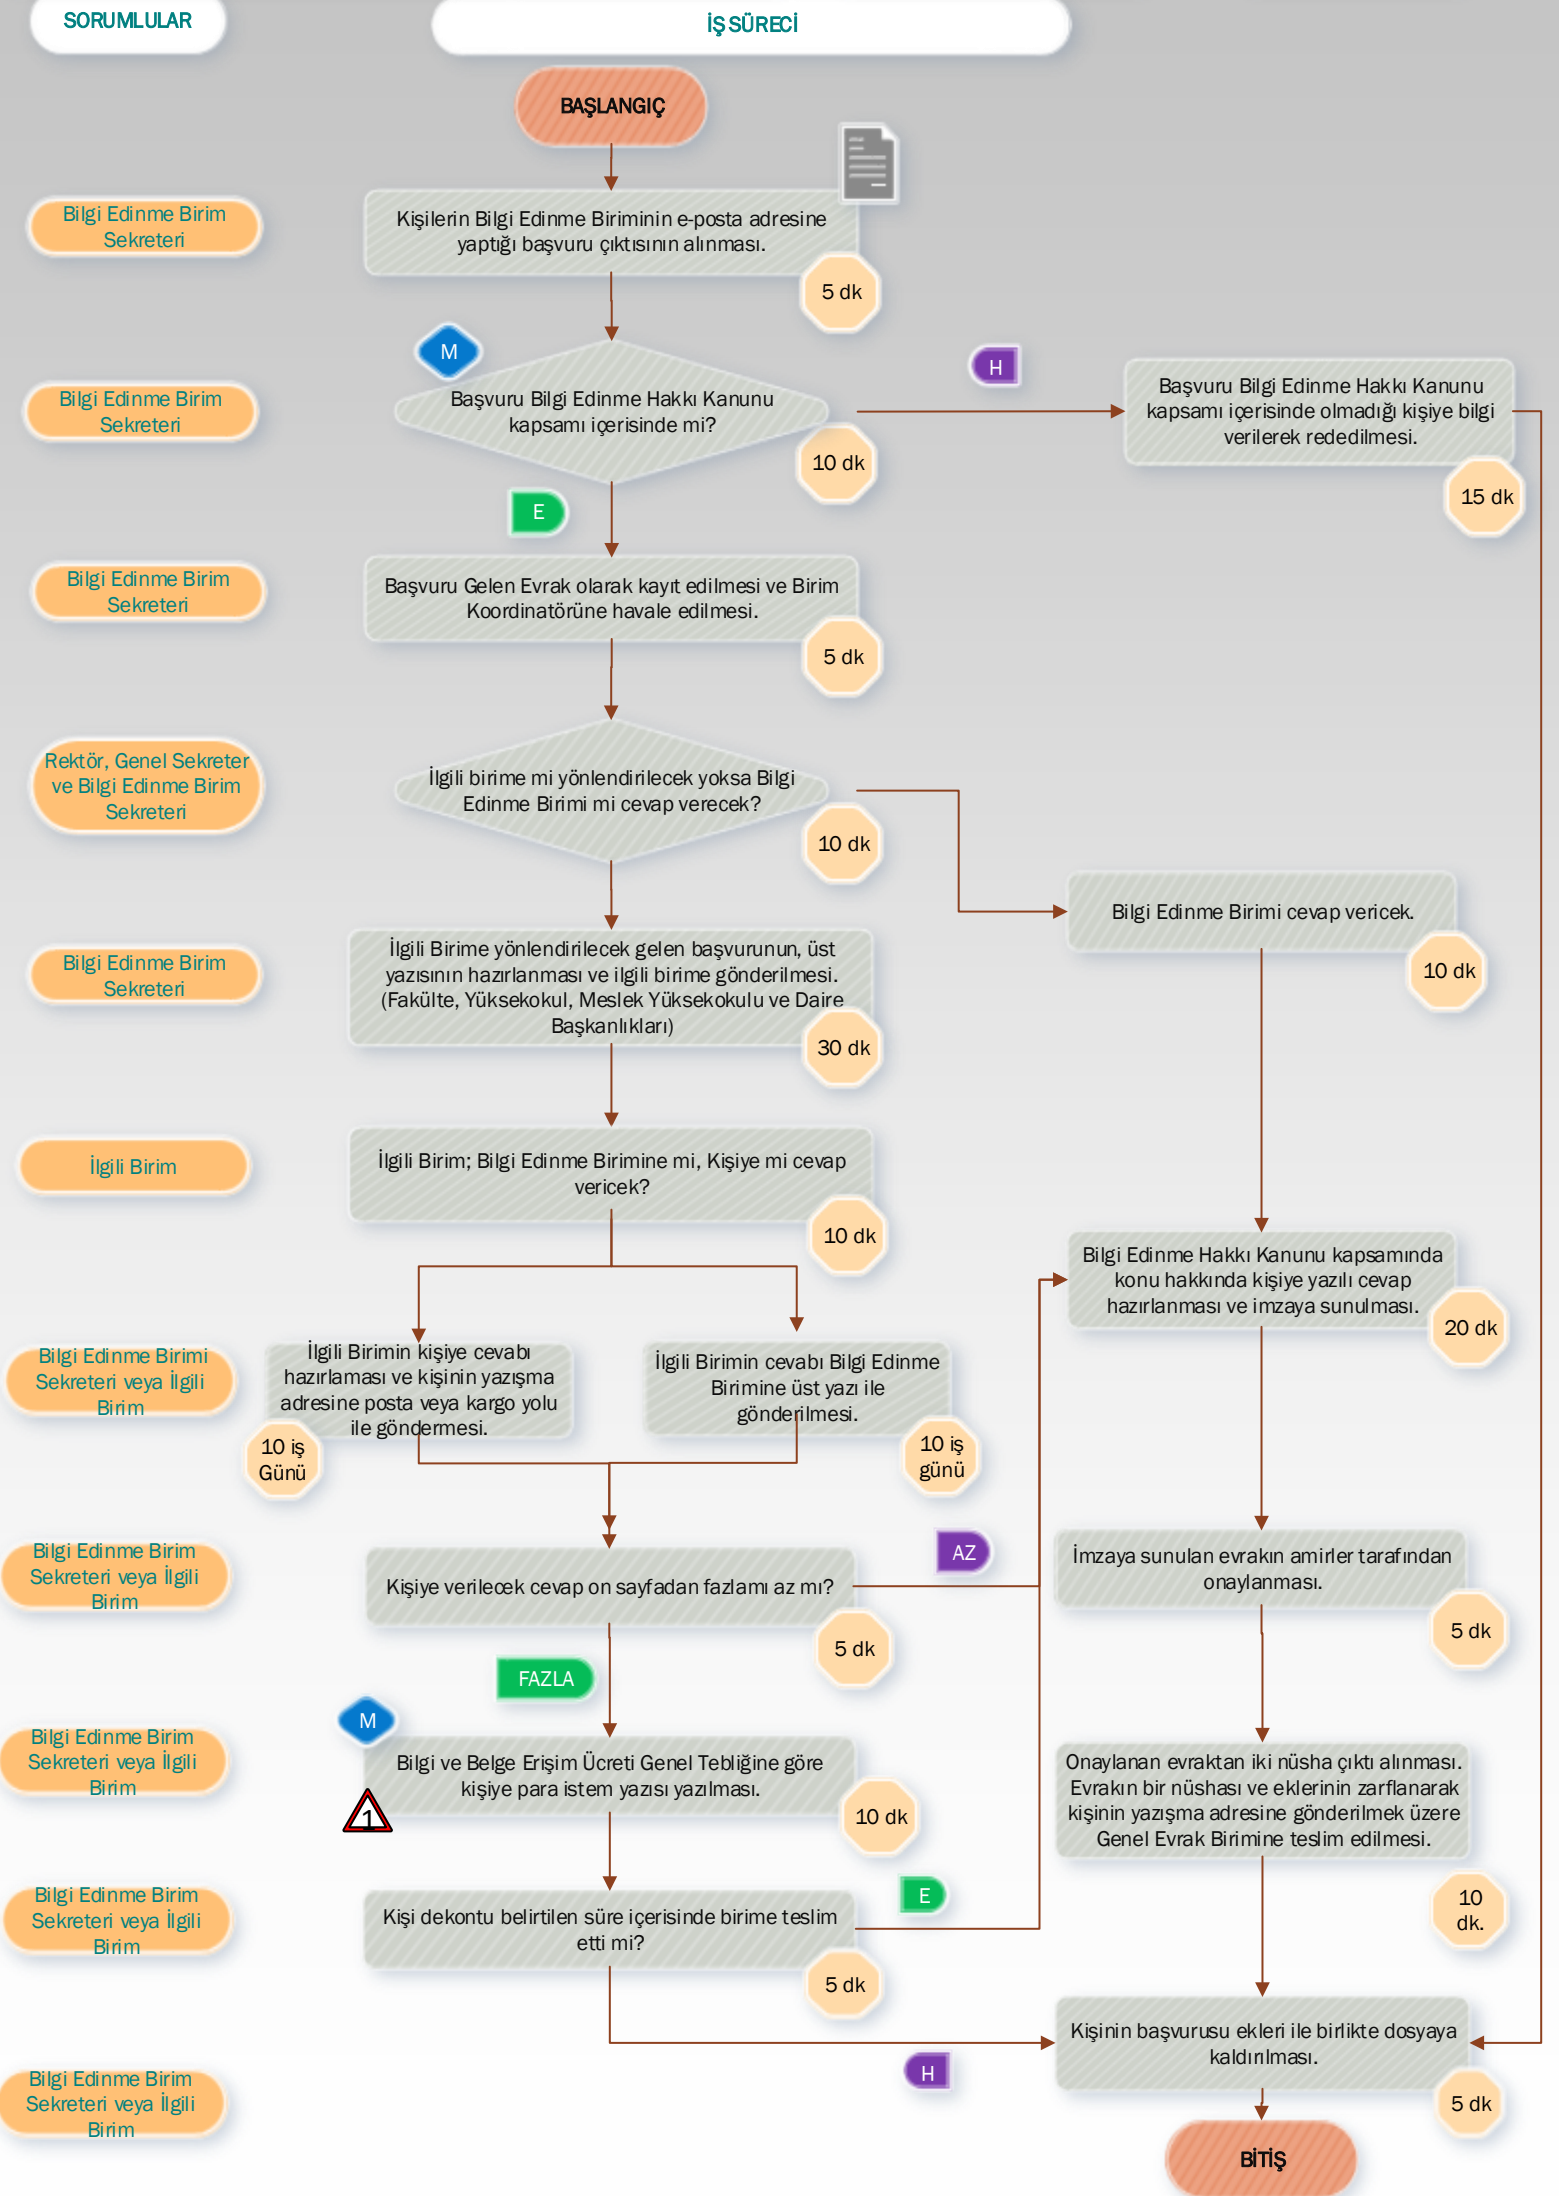 SORUMLULAR
İŞ SÜRECİ
BAŞLANGIÇ
Bilgi Edinme Birim
Sekreteri
Kişilerin Bilgi Edinme Biriminin e-posta adresine
yaptığı başvuru çıktısının alınması.
5 dk
M
Bilgi Edinme Birim
Sekreteri
Başvuru Bilgi Edinme Hakkı Kanunu
kapsamı içerisinde mi?
10 dk
H
Başvuru Bilgi Edinme Hakkı Kanunu
kapsamı içerisinde olmadığı kişiye bilgi
verilerek rededilmesi.
15 dk
E
Bilgi Edinme Birim
Sekreteri
Başvuru Gelen Evrak olarak kayıt edilmesi ve Birim
Koordinatörüne havale edilmesi.
5 dk
Rektör, Genel Sekreter
ve Bilgi Edinme Birim
Sekreteri
İlgili birime mi yönlendirilecek yoksa Bilgi
Edinme Birimi mi cevap verecek?
10 dk
Bilgi Edinme Birimi cevap vericek.
10 dk
Bilgi Edinme Birim
Sekreteri
İlgili Birime yönlendirilecek gelen başvurunun, üst
yazısının hazırlanması ve ilgili birime gönderilmesi.
(Fakülte, Yüksekokul, Meslek Yüksekokulu ve Daire
Başkanlıkları)
30 dk
İlgili Birim
İlgili Birim; Bilgi Edinme Birimine mi, Kişiye mi cevap
vericek?
10 dk
Bilgi Edinme Hakkı Kanunu kapsamında
konu hakkında kişiye yazılı cevap
hazırlanması ve imzaya sunulması.
20 dk
Bilgi Edinme Birimi
Sekreteri veya İlgili
Birim
İlgili Birimin kişiye cevabı
hazırlaması ve kişinin yazışma
adresine posta veya kargo yolu
ile göndermesi.
10 iş
Günü
İlgili Birimin cevabı Bilgi Edinme
Birimine üst yazı ile
gönderilmesi.
10 iş
günü
Bilgi Edinme Birim
Sekreteri veya İlgili
Birim
Kişiye verilecek cevap on sayfadan fazlamı az mı?
5 dk
AZ
İmzaya sunulan evrakın amirler tarafından
onaylanması.
5 dk
FAZLA
Bilgi Edinme Birim
Sekreteri veya İlgili
Birim
M
Bilgi ve Belge Erişim Ücreti Genel Tebliğine göre
kişiye para istem yazısı yazılması.
1
10 dk
Onaylanan evraktan iki nüsha çıktı alınması.
Evrakın bir nüshası ve eklerinin zarflanarak
kişinin yazışma adresine gönderilmek üzere
Genel Evrak Birimine teslim edilmesi.
10
dk.
Bilgi Edinme Birim
Sekreteri veya İlgili
Birim
Kişi dekontu belirtilen süre içerisinde birime teslim
etti mi?
5 dk
E
H
Bilgi Edinme Birim
Sekreteri veya İlgili
Birim
Kişinin başvurusu ekleri ile birlikte dosyaya
kaldırılması.
5 dk
BİTİŞ